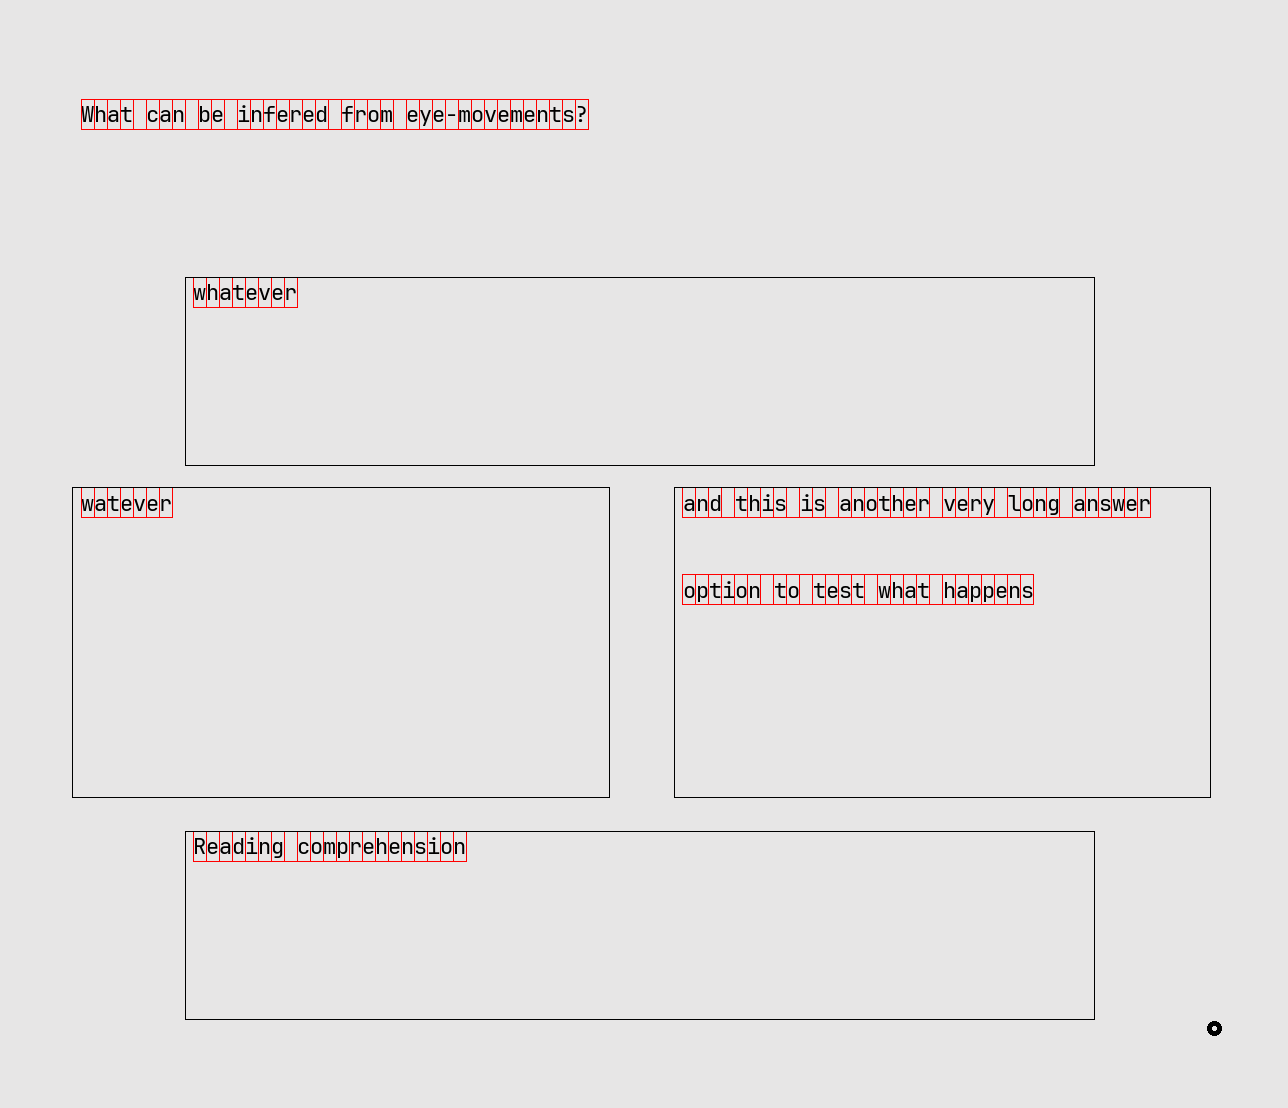 What can be infered from eye-movements?
whatever
watever
and this is another very long answer
option to test what happens
Reading comprehension